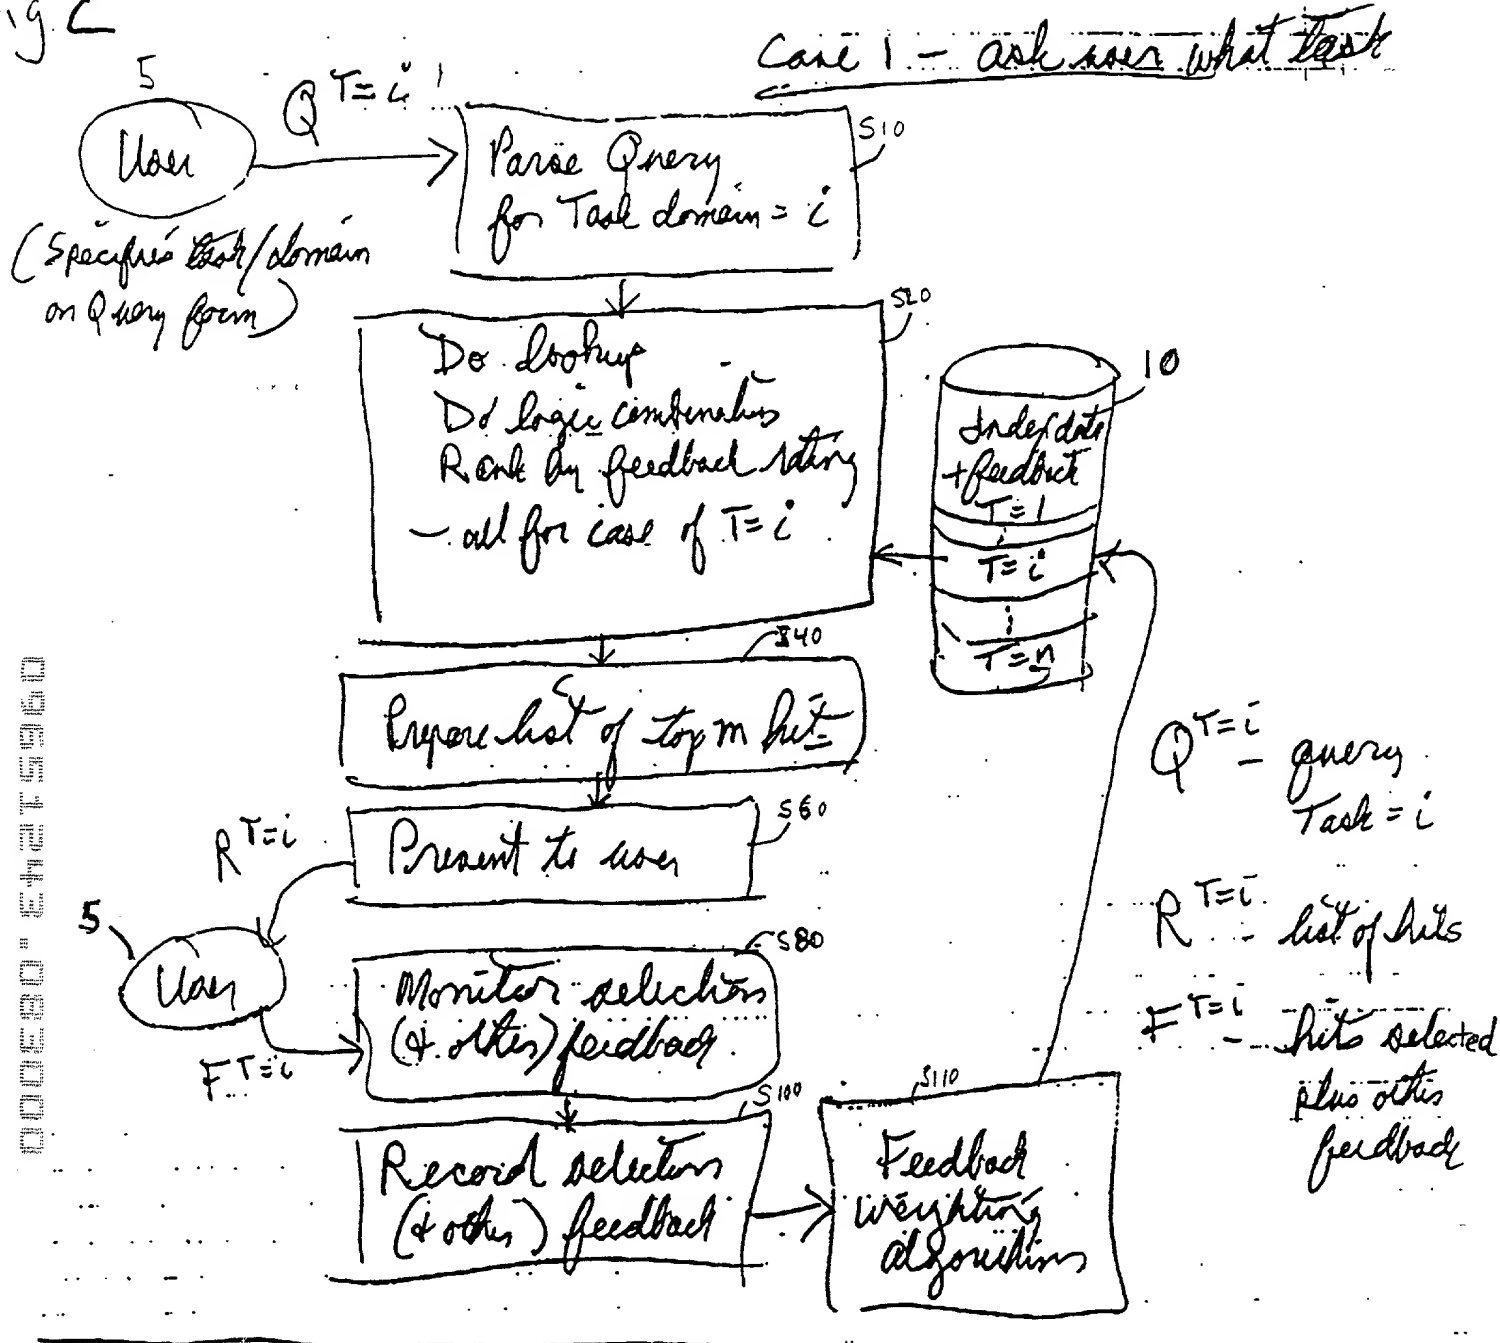 Fig 2
Case 1 - ask user what task
5
Q T=i
User
(Specifies task/domain
on Query form)
S10
Parse Query
for Task domain = i
S20
Do lookup
Do logic combinations
Rank by feedback rating
- all for case of T=i
10
Index data
+ feedback
T=1
T=i
T=n
S40
Prepare list of top m hits
S60
Present to user
R T=i
5
User
F T=i
S80
Monitor selections
(& other) feedback
S100
Record selections
(& other) feedback
S110
Feedback
weighting
algorithms
Q T=i - query
Task = i
R T=i - list of hits
F T=i - hits selected
plus other
feedback